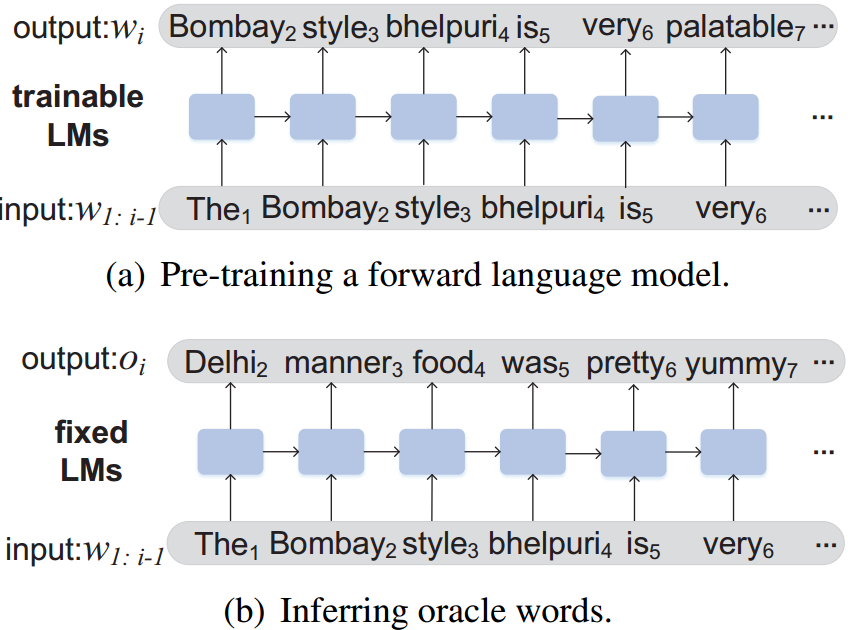 output:wᵢ Bombay₂ style₃ bhelpuri₄ is₅ very₆ palatable₇ ...
trainable
LMs
...
input:w₁: ᵢ₋₁ The₁ Bombay₂ style₃ bhelpuri₄ is₅ very₆ ...
(a) Pre-training a forward language model.
output:oᵢ Delhi₂ manner₃ food₄ was₅ pretty₆ yummy₇ ...
fixed
LMs
...
input:w₁: ᵢ₋₁ The₁ Bombay₂ style₃ bhelpuri₄ is₅ very₆ ...
(b) Inferring oracle words.